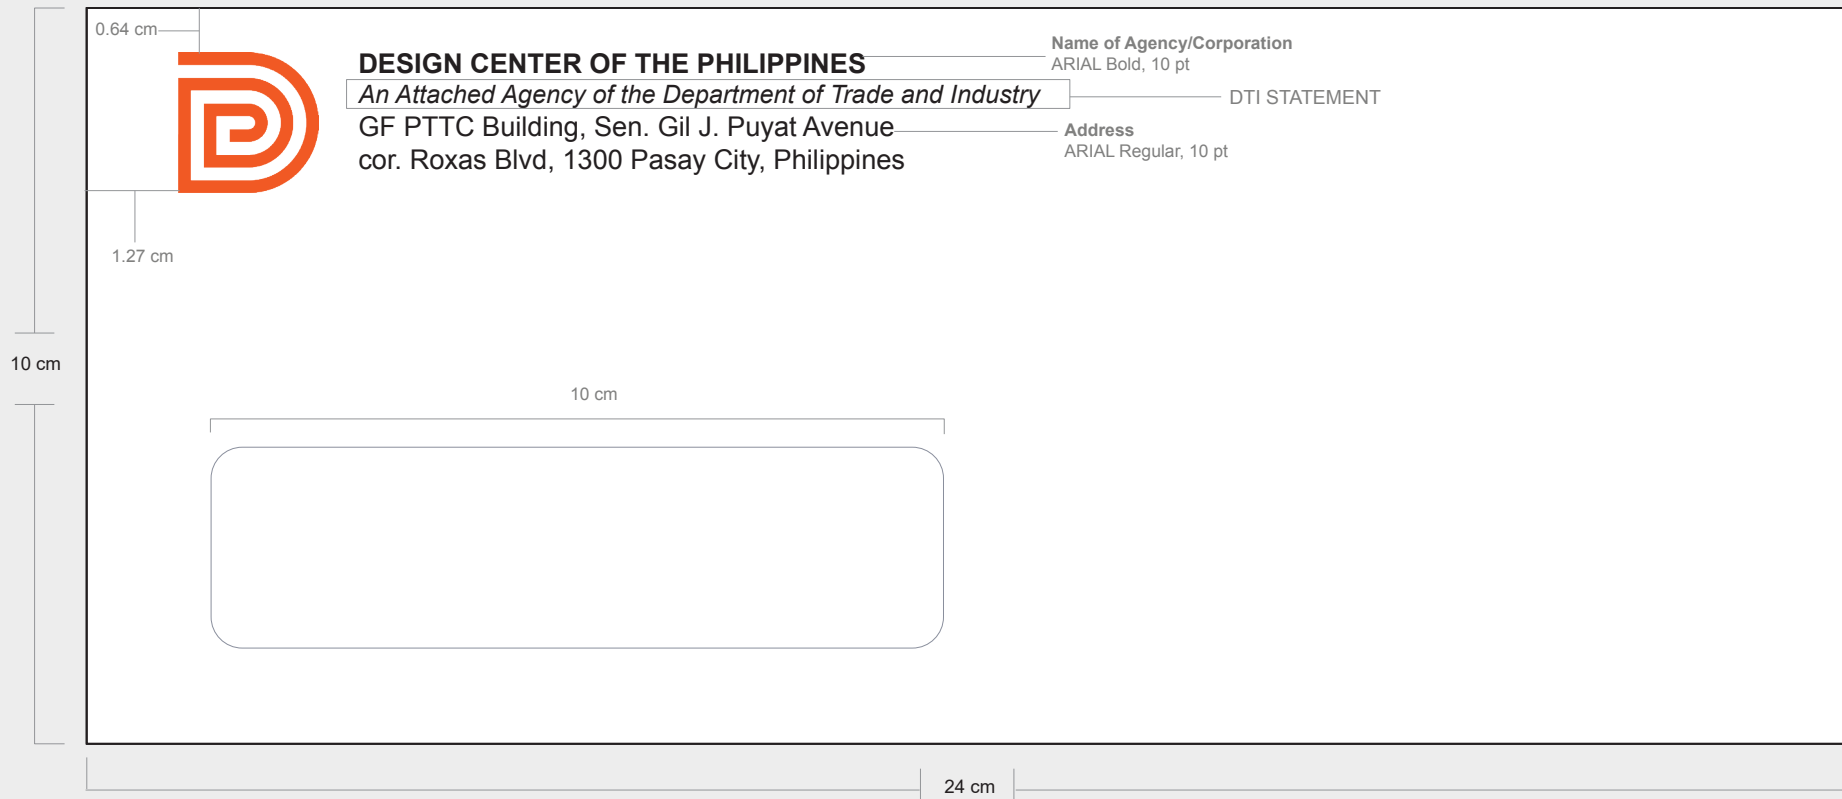 0.64 cm
DESIGN CENTER OF THE PHILIPPINES
An Attached Agency of the Department of Trade and Industry
GF PTTC Building, Sen. Gil J. Puyat Avenue
cor. Roxas Blvd, 1300 Pasay City, Philippines
Name of Agency/Corporation
ARIAL Bold, 10 pt
DTI STATEMENT
Address
ARIAL Regular, 10 pt
1.27 cm
10 cm
10 cm
24 cm